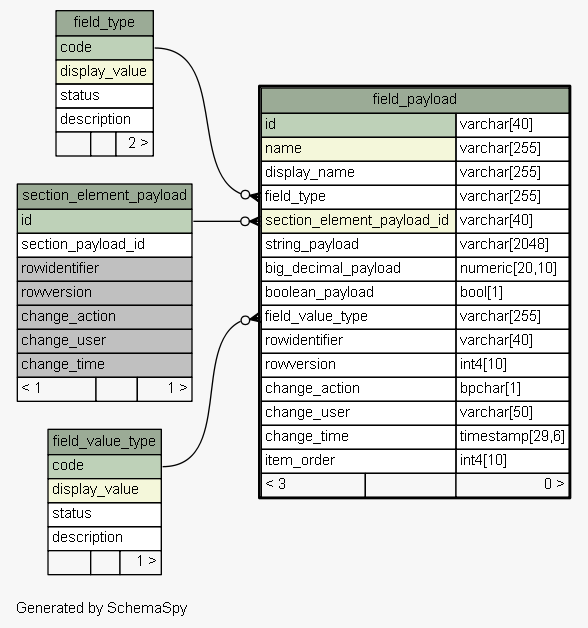 field_type
code
display_value
status
description
2 >
section_element_payload
id
section_payload_id
rowidentifier
rowversion
change_action
change_user
change_time
< 1 1 >
field_value_type
code
display_value
status
description
1 >
field_payload
id varchar[40]
name varchar[255]
display_name varchar[255]
field_type varchar[255]
section_element_payload_id varchar[40]
string_payload varchar[2048]
big_decimal_payload numeric[20,10]
boolean_payload bool[1]
field_value_type varchar[255]
rowidentifier varchar[40]
rowversion int4[10]
change_action bpchar[1]
change_user varchar[50]
change_time timestamp[29,6]
item_order int4[10]
< 3 0 >
Generated by SchemaSpy